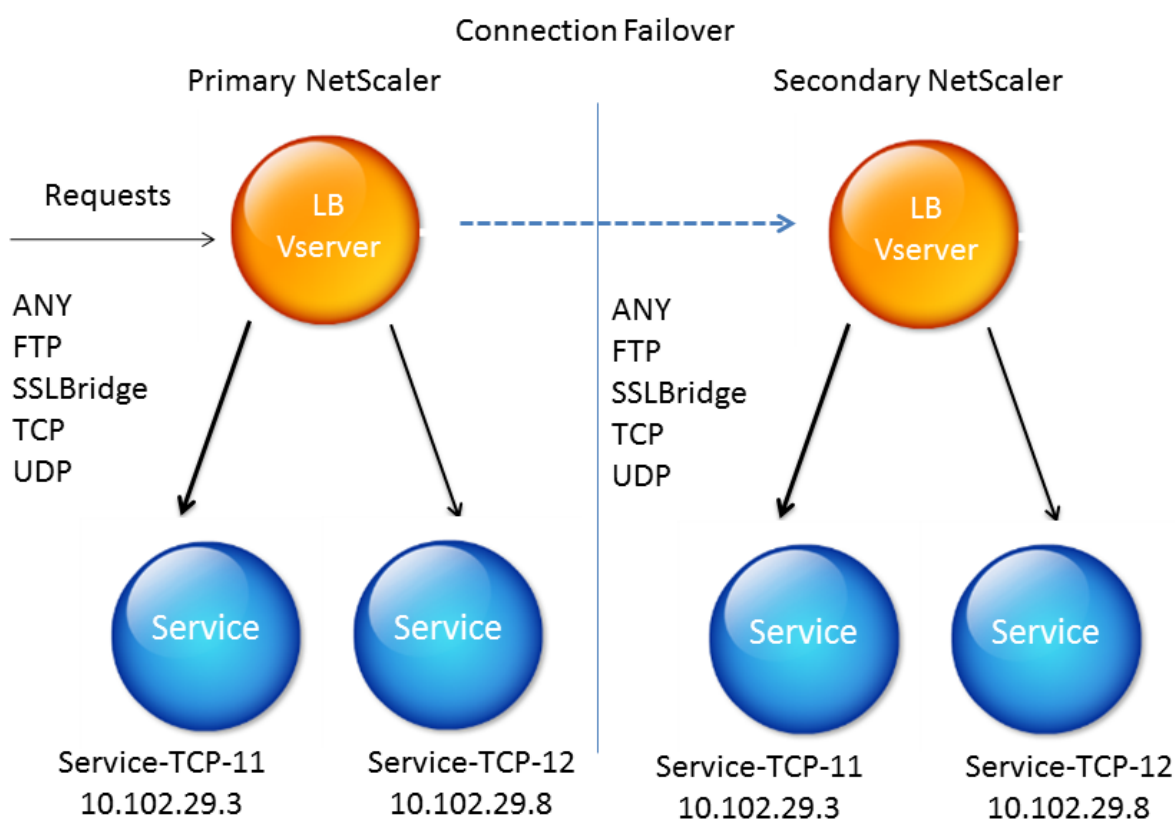 Connection Failover
Primary NetScaler
Secondary NetScaler
Requests
LB
Vserver
LB
Vserver
ANY
FTP
SSLBridge
TCP
UDP
ANY
FTP
SSLBridge
TCP
UDP
Service
Service
Service
Service
Service-TCP-11
10.102.29.3
Service-TCP-12
10.102.29.8
Service-TCP-11
10.102.29.3
Service-TCP-12
10.102.29.8